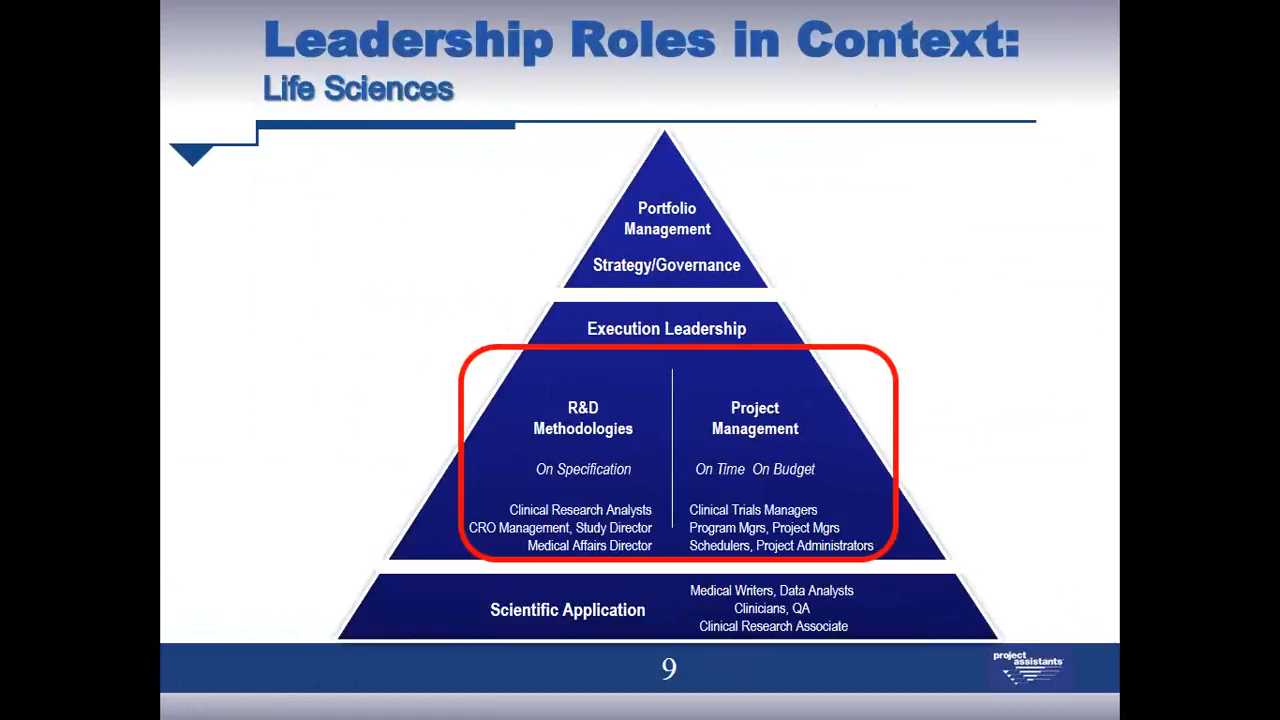 Leadership Roles in Context:
Life Sciences
Portfolio
Management
Strategy/Governance
Execution Leadership
R&D
Methodologies
On Specification
Clinical Research Analysts
CRO Management, Study Director
Medical Affairs Director
Project
Management
On Time On Budget
Clinical Trials Managers
Program Mgrs, Project Mgrs
Schedulers, Project Administrators
Scientific Application
Medical Writers, Data Analysts
Clinicians, QA
Clinical Research Associate
9
project
assistants